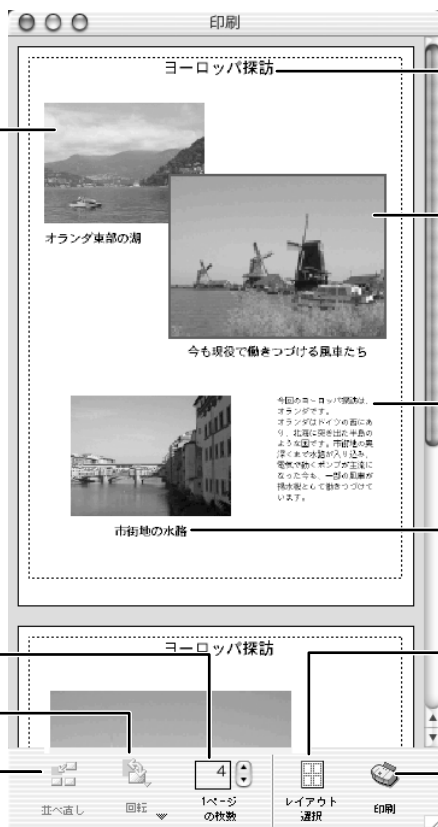 印刷
ヨーロッパ探訪
オランダ東部の湖
今も現役で働きつづける風車たち
今回のヨーロッパ探訪は、
オランダです。
オランダはドイツの西にあ
り、北海に突き出た半島の
ような国です。市街地の奥
深くまで水路が入り込み、
電気で動くポンプが主流に
なった今も、一部の風車が
揚水機として働きつづけて
います。
市街地の水路
ヨーロッパ探訪
並べ直し
回転
4
1ページ
の枚数
レイアウト
選択
印刷